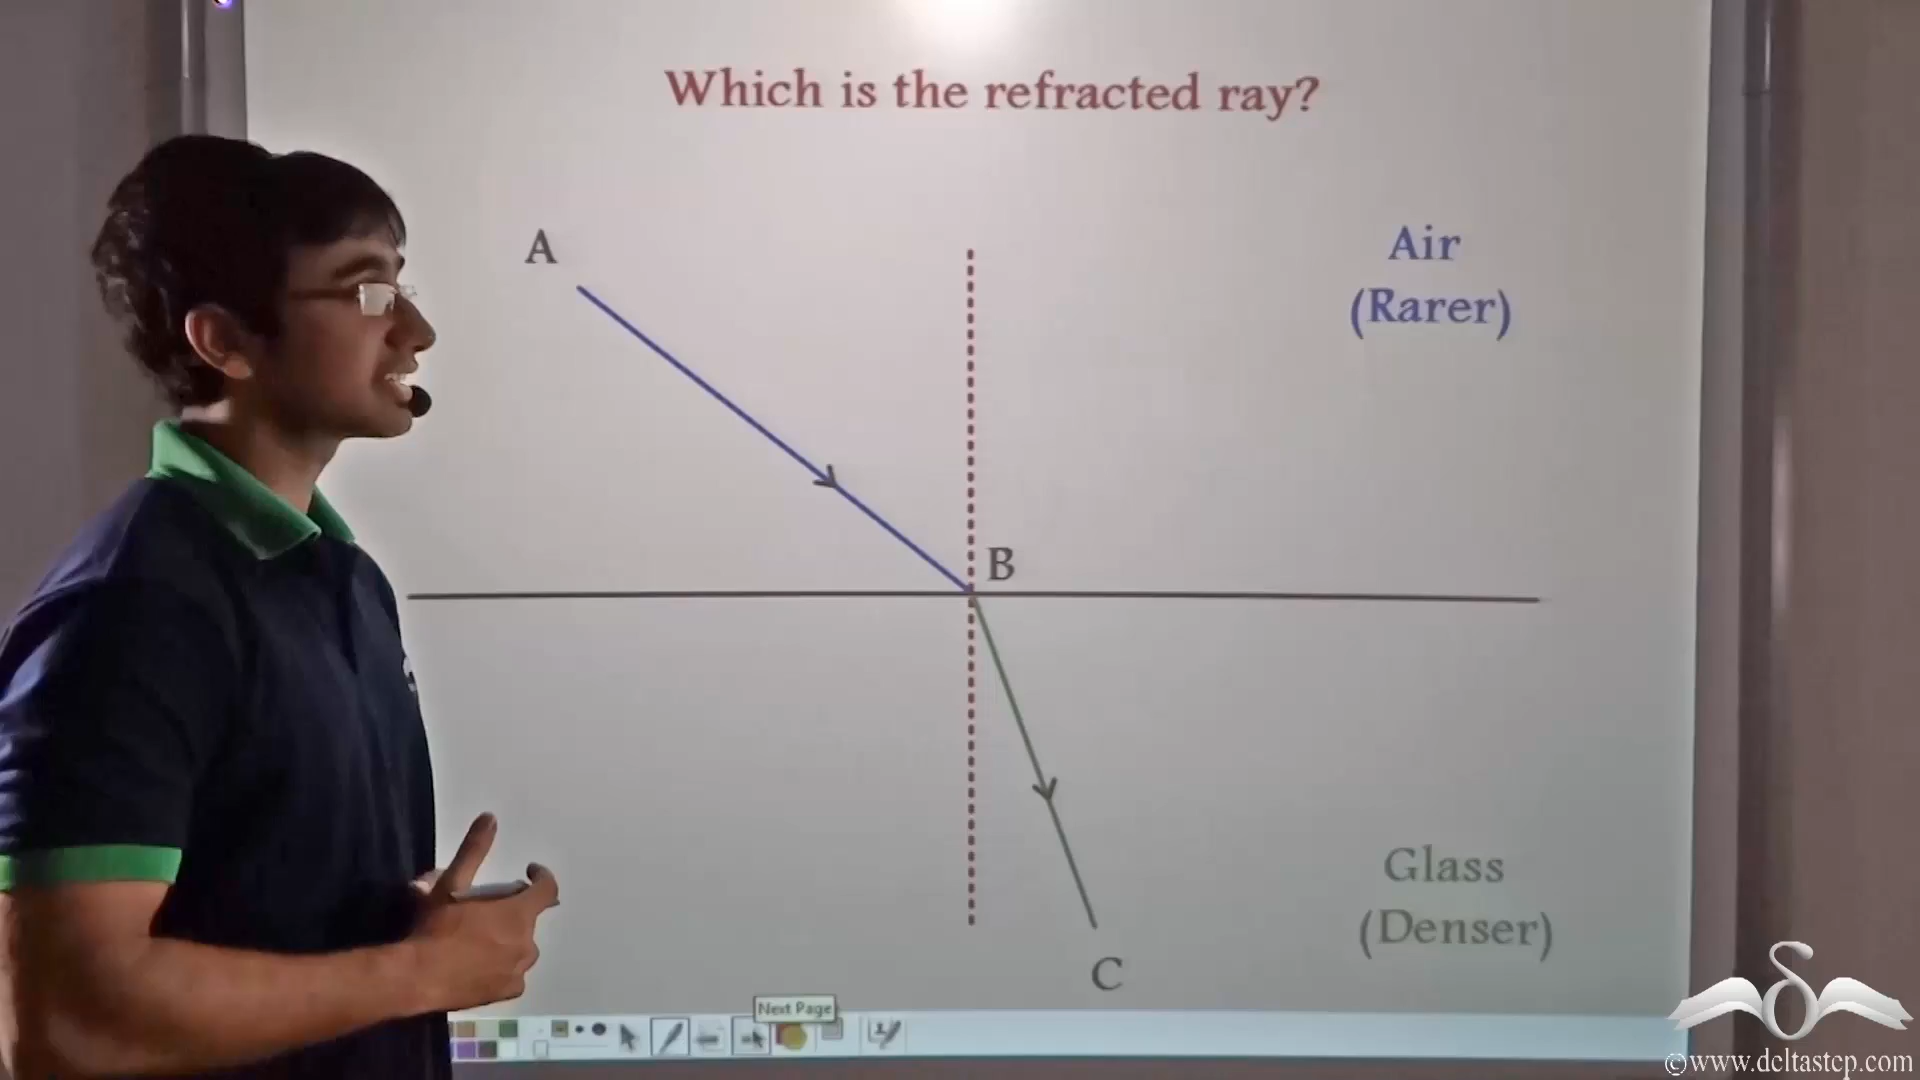 Which is the refracted ray?
A
Air
(Rarer)
B
Glass
(Denser)
C
Next Page
©www.deltastep.com